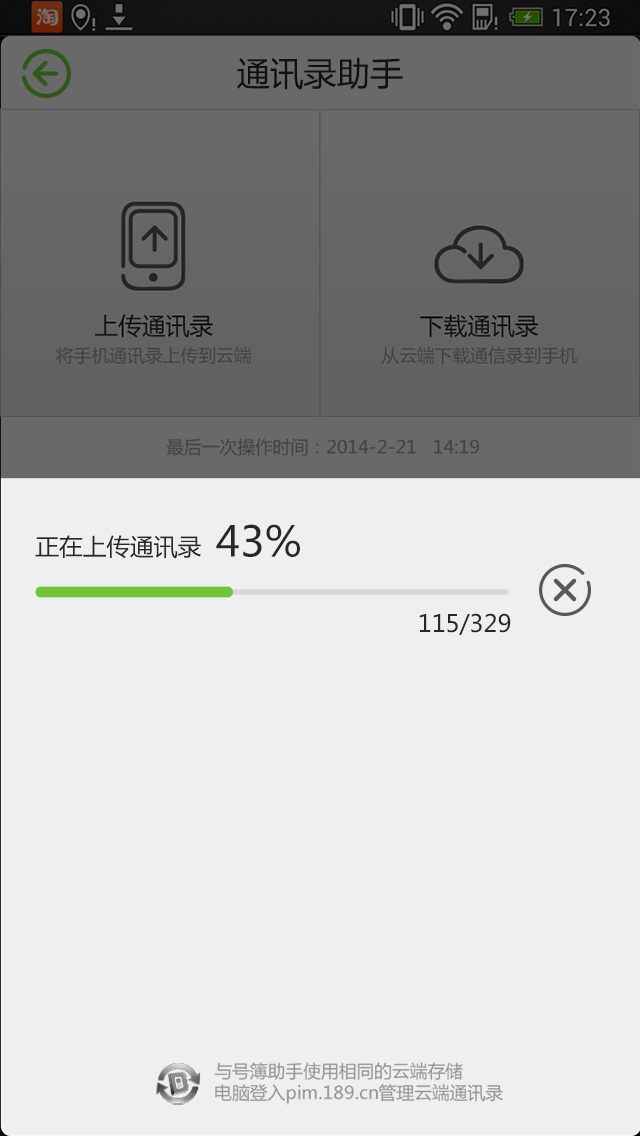 淘
17:23
通讯录助手
上传通讯录
将手机通讯录上传到云端
下载通讯录
从云端下载通信录到手机
最后一次操作时间：2014-2-21 14:19
正在上传通讯录 43%
115/329
与号簿助手使用相同的云端存储
电脑登入pim.189.cn管理云端通讯录